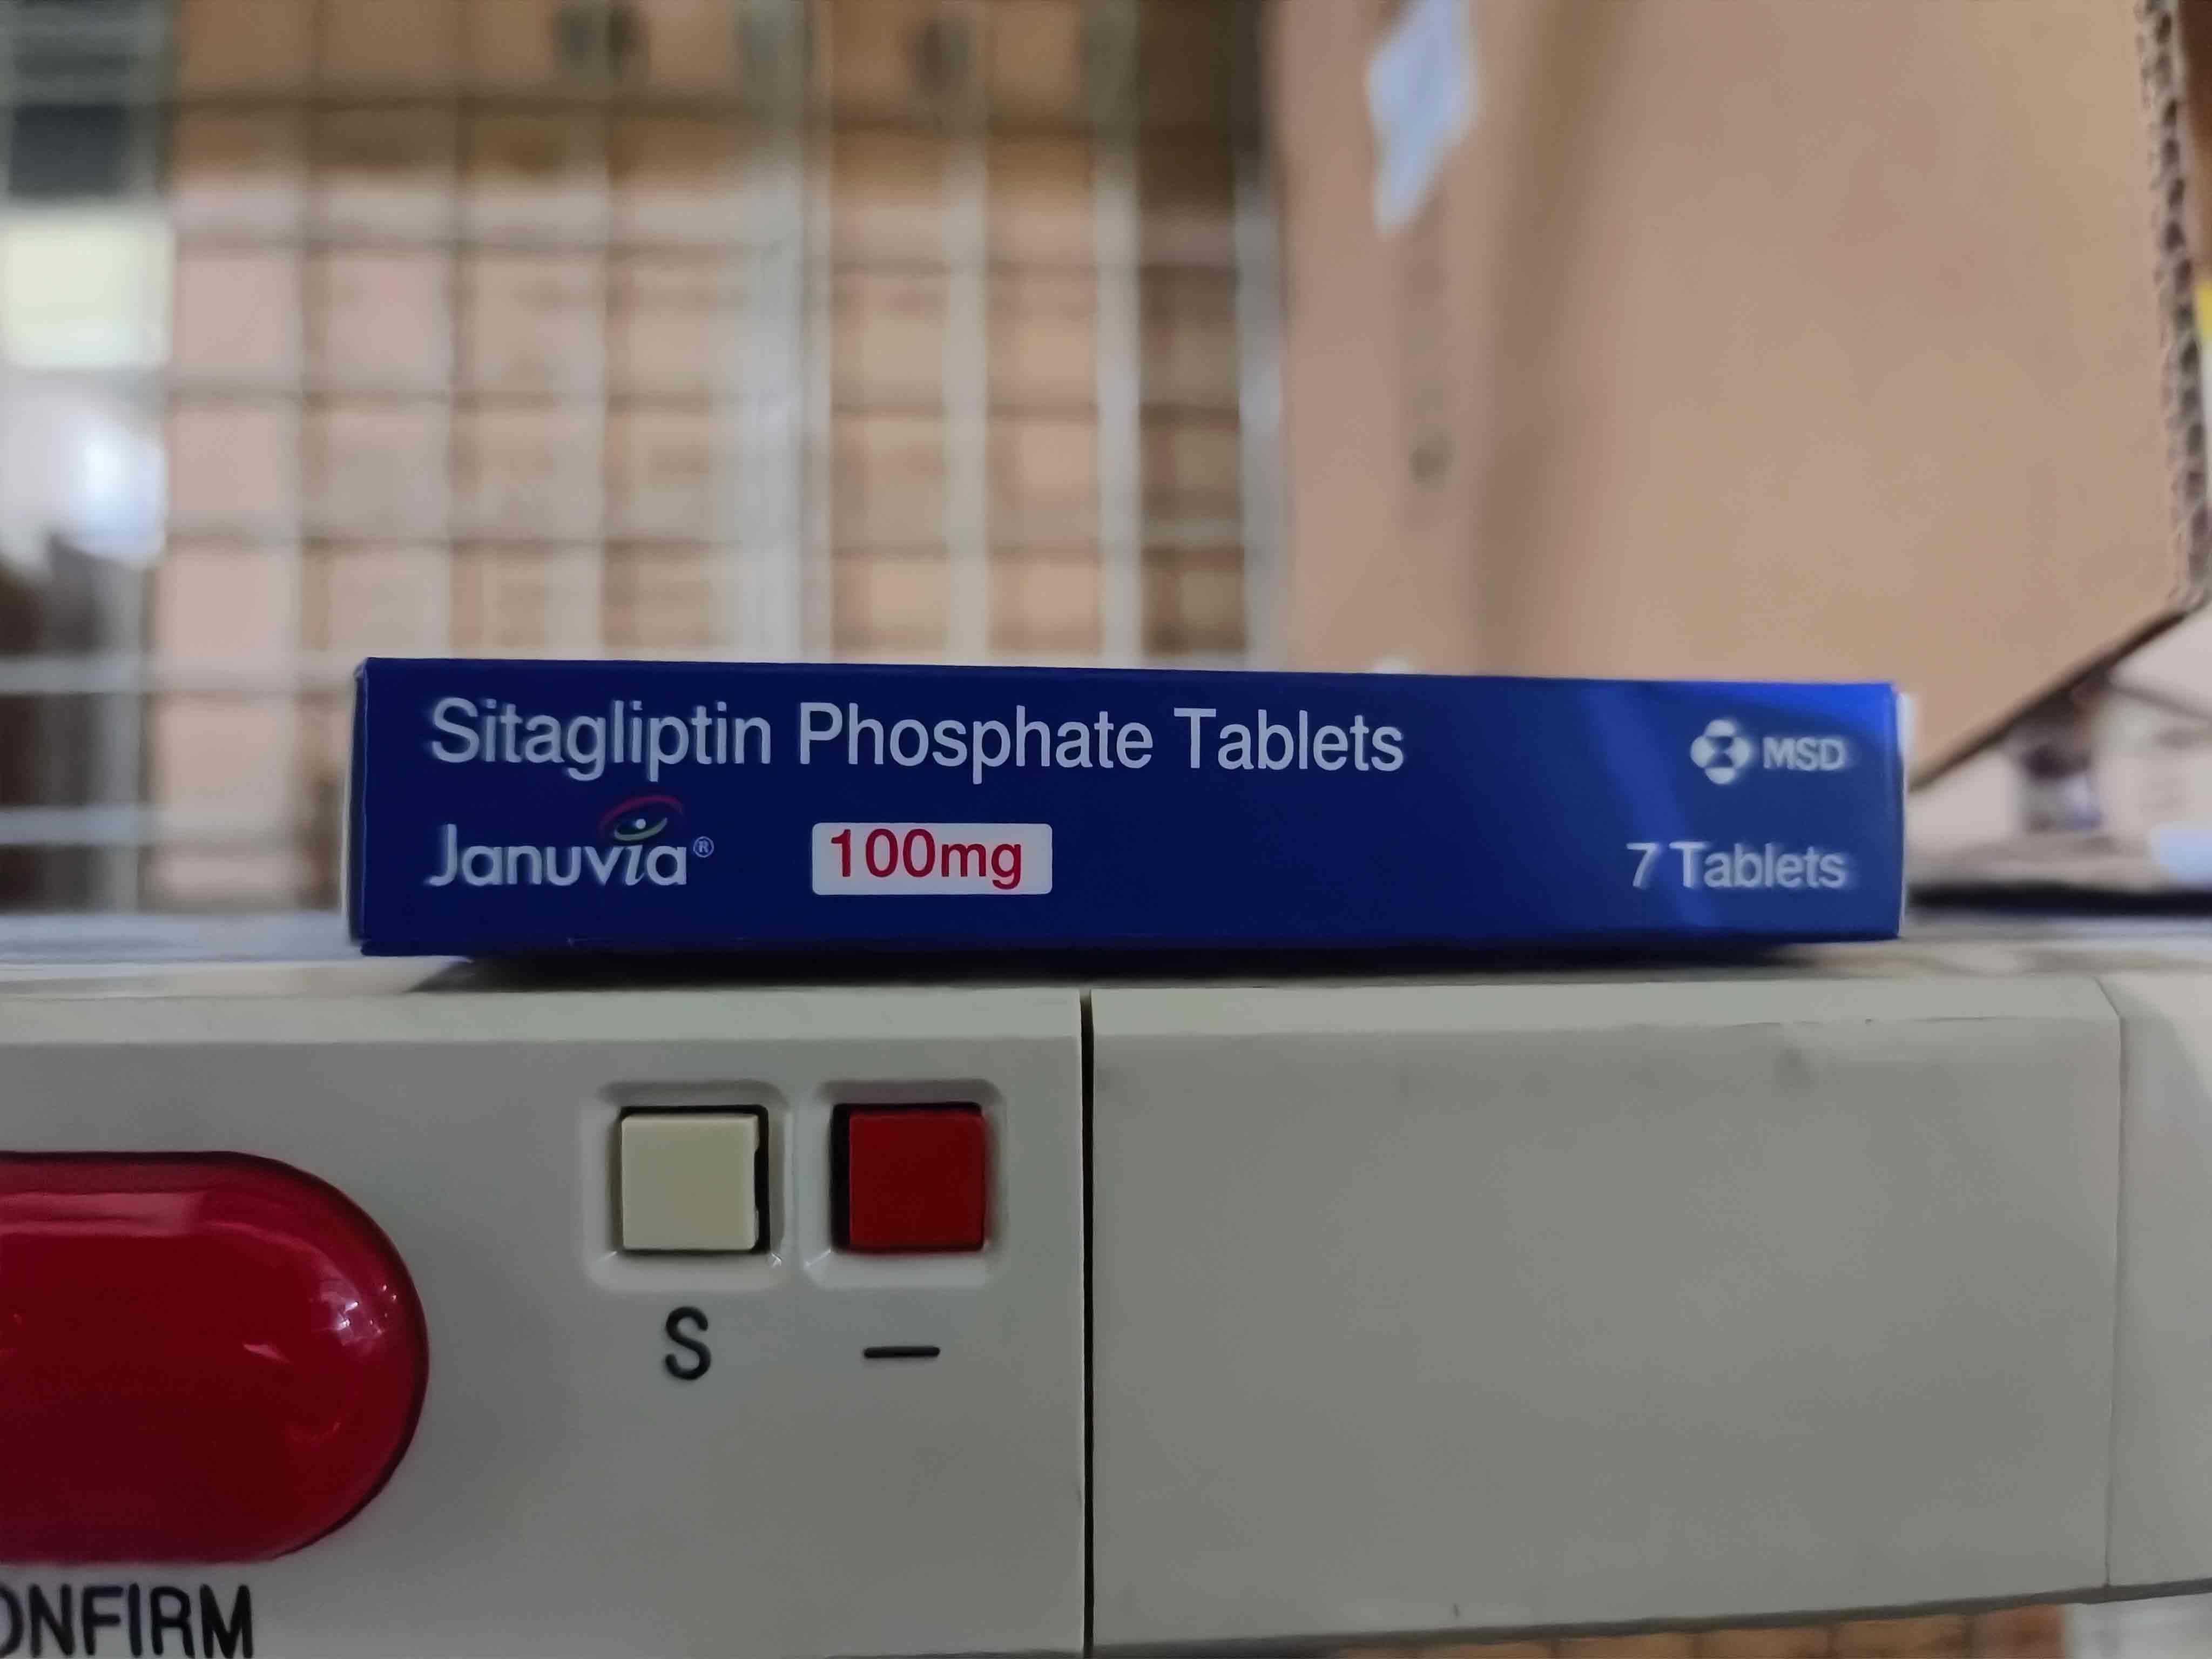 Sitagliptin Phosphate Tablets
MSD
Januvia®
100mg
7 Tablets
S
–
ONFIRM